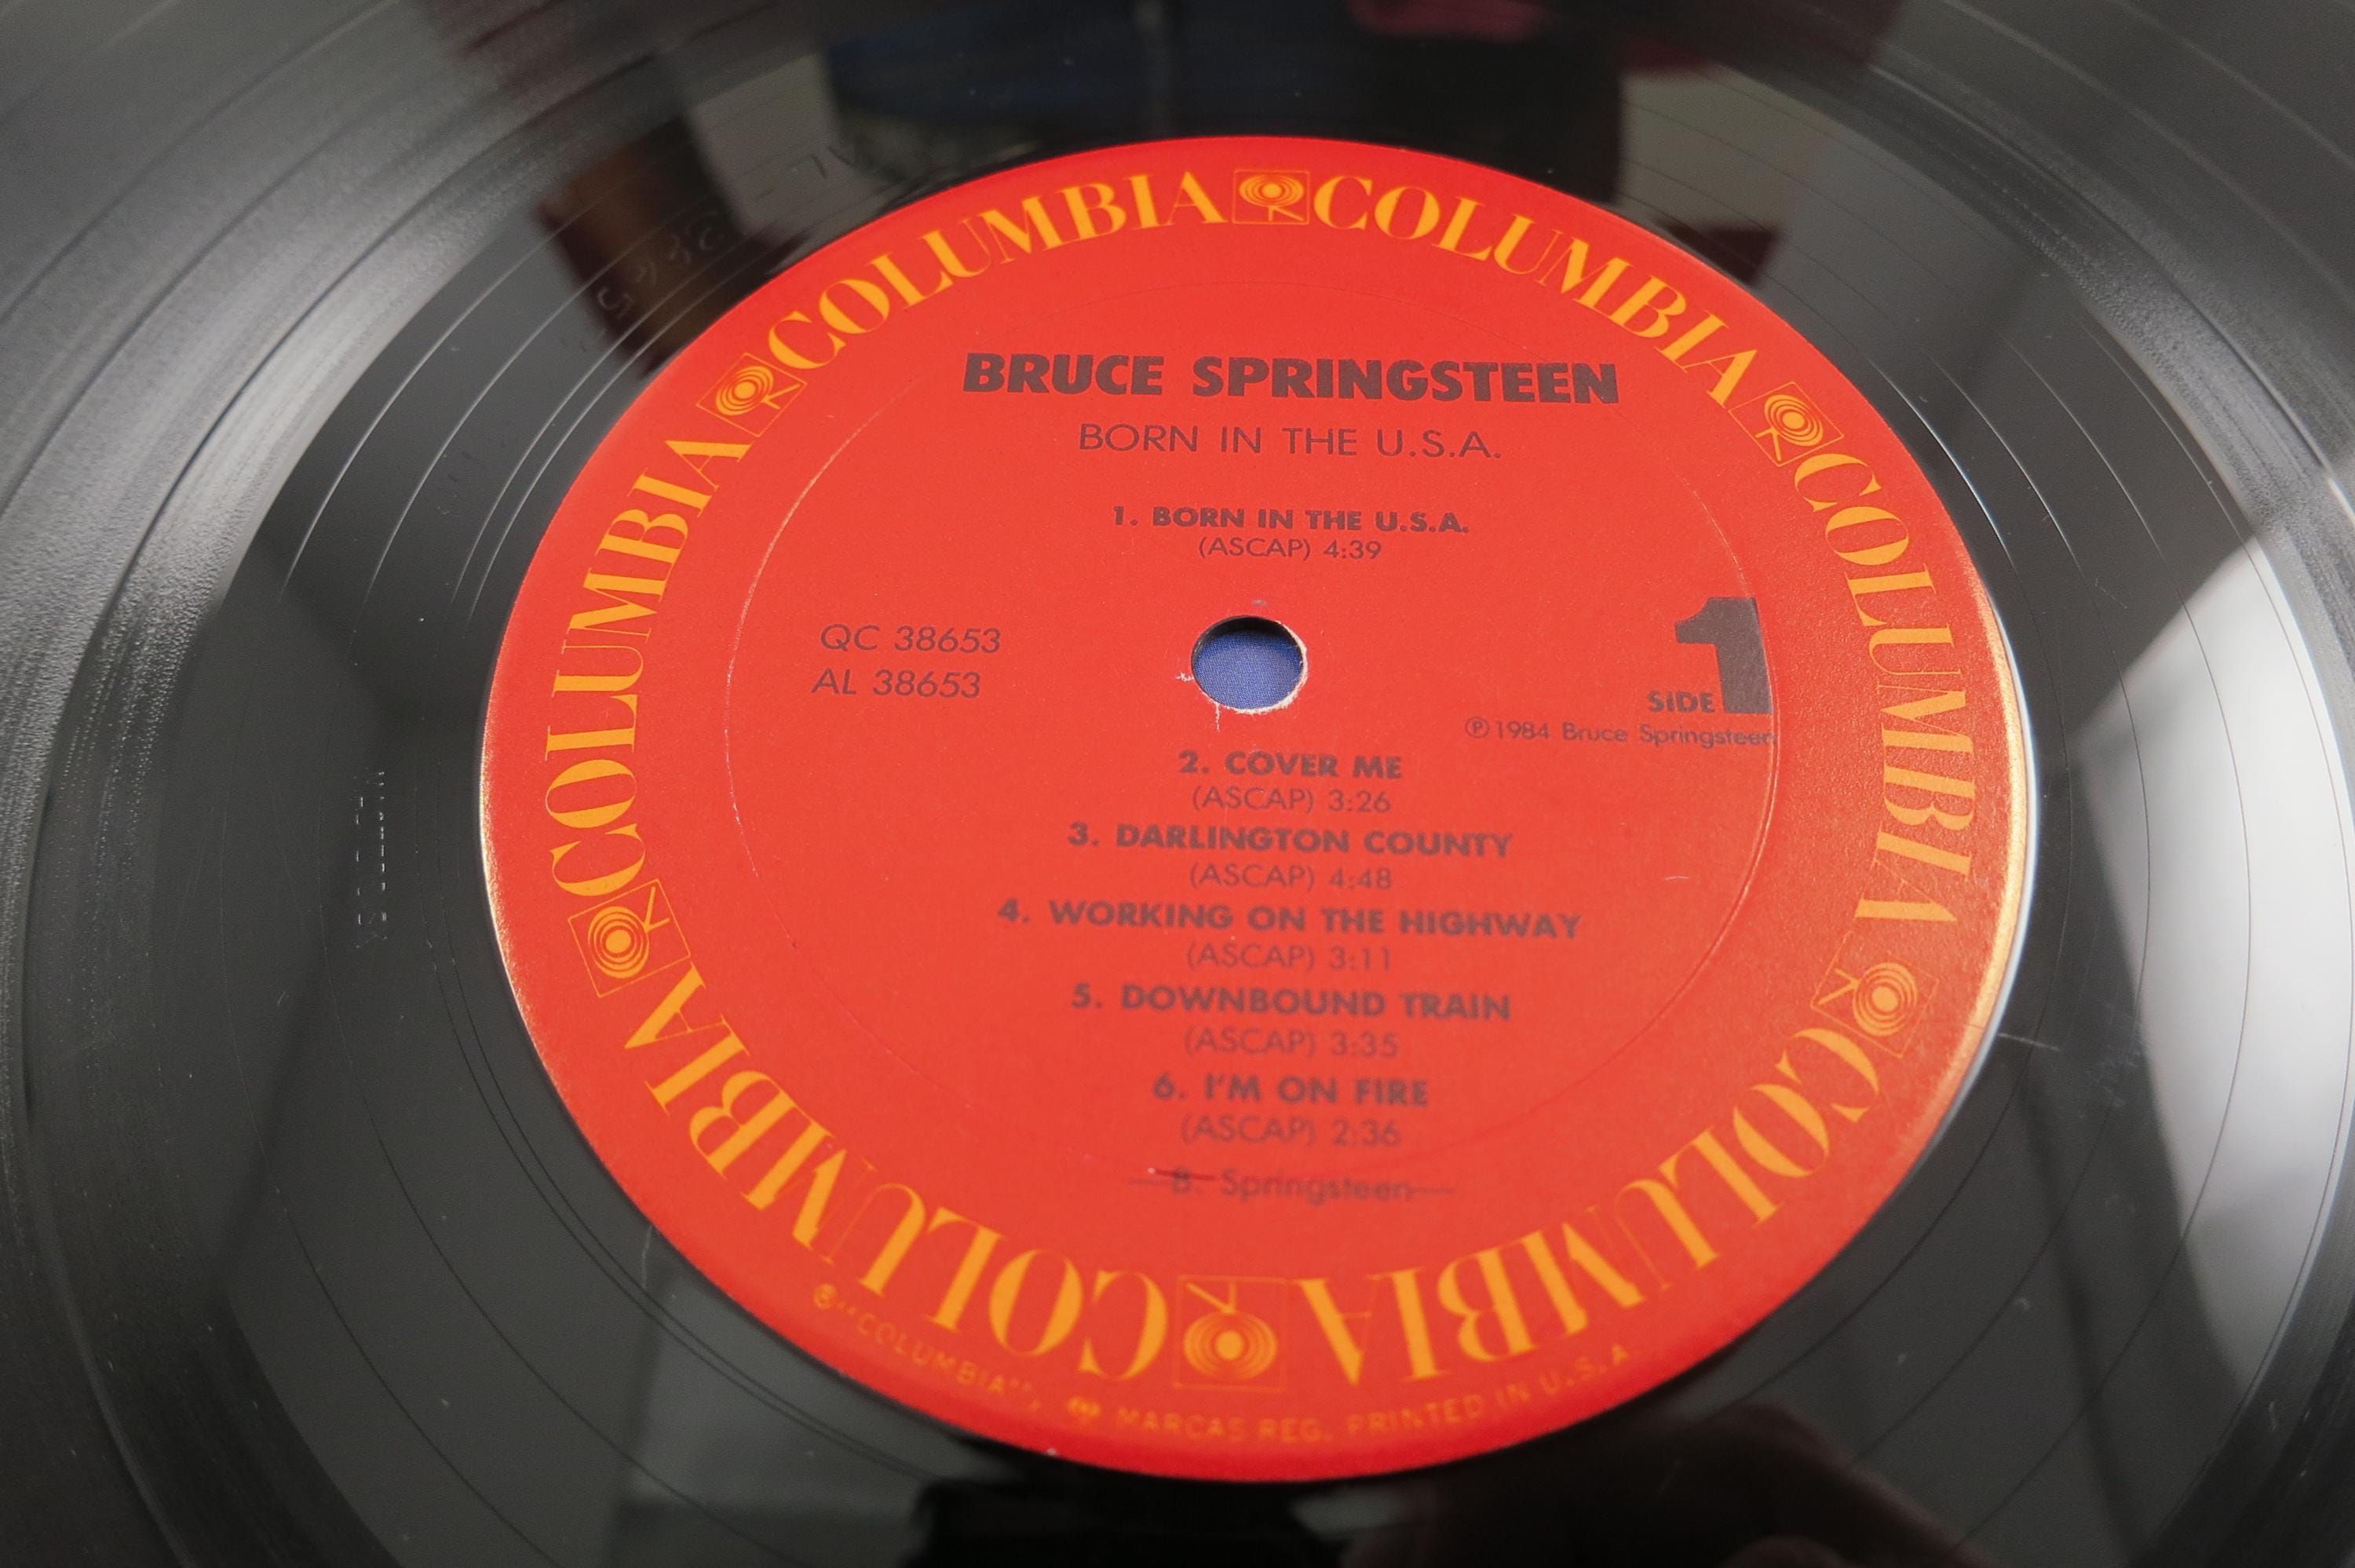 COLUMBIA COLUMBIA COLUMBIA COLUMBIA COLUMBIA COLUMBIA COLUMBIA
BRUCE SPRINGSTEEN
BORN IN THE U.S.A.
1. BORN IN THE U.S.A.
(ASCAP) 4:39
QC 38653
AL 38653
SIDE 1
℗ 1984 Bruce Springsteen
2. COVER ME
(ASCAP) 3:26
3. DARLINGTON COUNTY
(ASCAP) 4:48
4. WORKING ON THE HIGHWAY
(ASCAP) 3:11
5. DOWNBOUND TRAIN
(ASCAP) 3:35
6. I'M ON FIRE
(ASCAP) 2:36
—B. Springsteen—
® "COLUMBIA", MARCAS REG. PRINTED IN U.S.A.